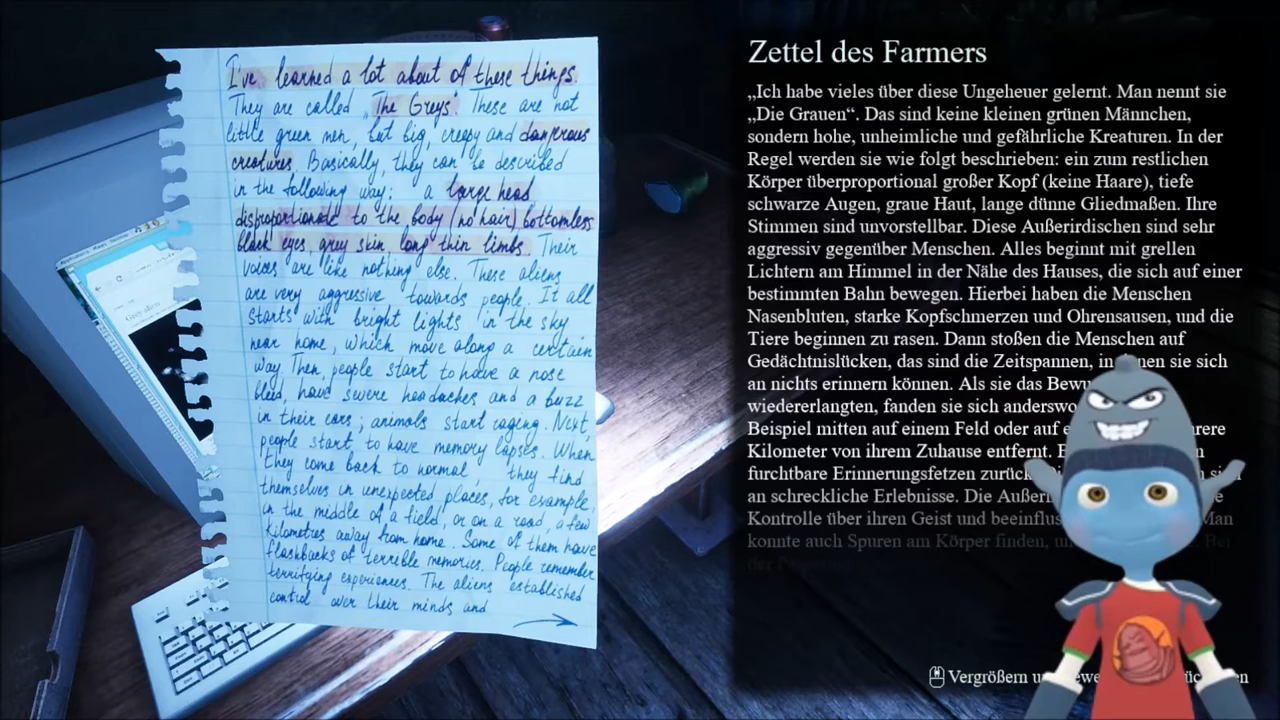 I've learned a lot about of these things.
They are called "The Greys". These are not
little green men, but big, creepy and dangerous
creatures. Basically, they can be described
in the following way: a large head
disproportionate to the body (no hair) bottomless
black eyes, grey skin long thin limbs. Their
voices are like nothing else. These aliens
are very aggressive towards people. It all
starts with bright lights in the sky
near home, which move along a certain
way. Then, people start to have a nose
bleed, have severe headaches and a buzz
in their ears; animals start raging. Next,
people start to have memory lapses. When
they come back to normal they find
themselves in unexpected places, for example,
in the middle of a field, or on a road, a few
kilometres away from home. Some of them have
flashbacks of terrible memories. People remember
terrifying experiences. The aliens established
control over their minds and
Zettel des Farmers
„Ich habe vieles über diese Ungeheuer gelernt. Man nennt sie
„Die Grauen“. Das sind keine kleinen grünen Männchen,
sondern hohe, unheimliche und gefährliche Kreaturen. In der
Regel werden sie wie folgt beschrieben: ein zum restlichen
Körper überproportional großer Kopf (keine Haare), tiefe
schwarze Augen, graue Haut, lange dünne Gliedmaßen. Ihre
Stimmen sind unvorstellbar. Diese Außerirdischen sind sehr
aggressiv gegenüber Menschen. Alles beginnt mit grellen
Lichtern am Himmel in der Nähe des Hauses, die sich auf einer
bestimmten Bahn bewegen. Hierbei haben die Menschen
Nasenbluten, starke Kopfschmerzen und Ohrensausen, und die
Tiere beginnen zu rasen. Dann stoßen die Menschen auf
Gedächtnislücken, das sind die Zeitspannen, in denen sie sich
an nichts erinnern können. Als sie das
wiedererlangten, fanden sie sich
Beispiel mitten auf einem Feld oder auf
Kilometer von ihrem Zuhause entfernt.
furchtbare Erinnerungsfetzen
an schreckliche Erlebnisse. Die
Kontrolle über ihren Geist und Man
konnte auch Spuren am Körper finden, Bei
der
Vergrößern